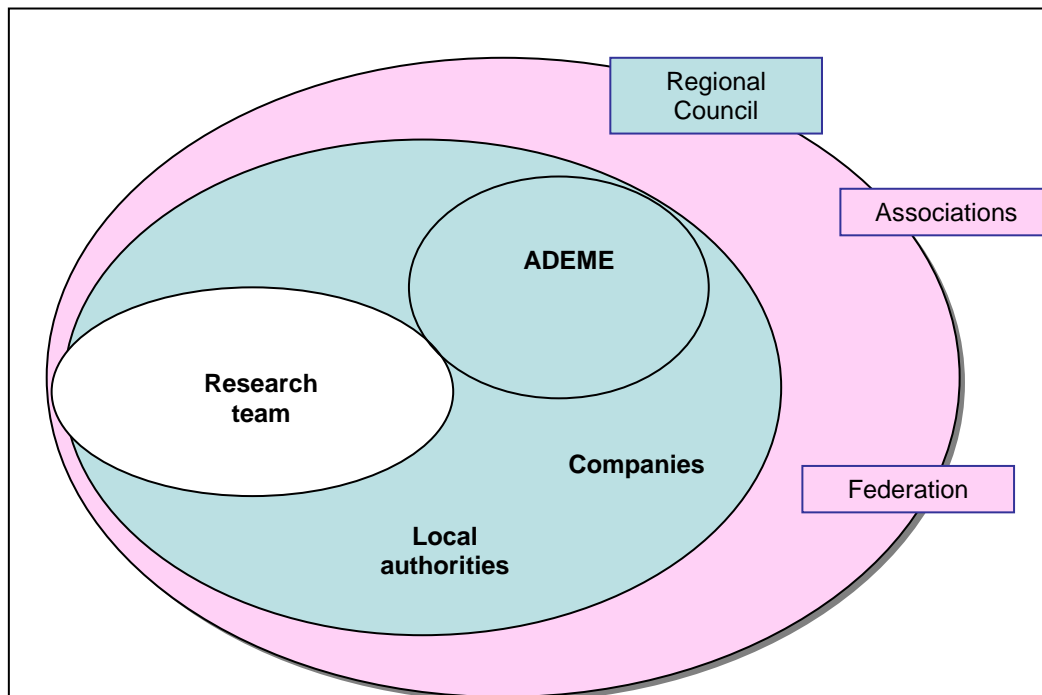 Regional
Council
Associations
ADEME
Research
team
Companies
Federation
Local
authorities